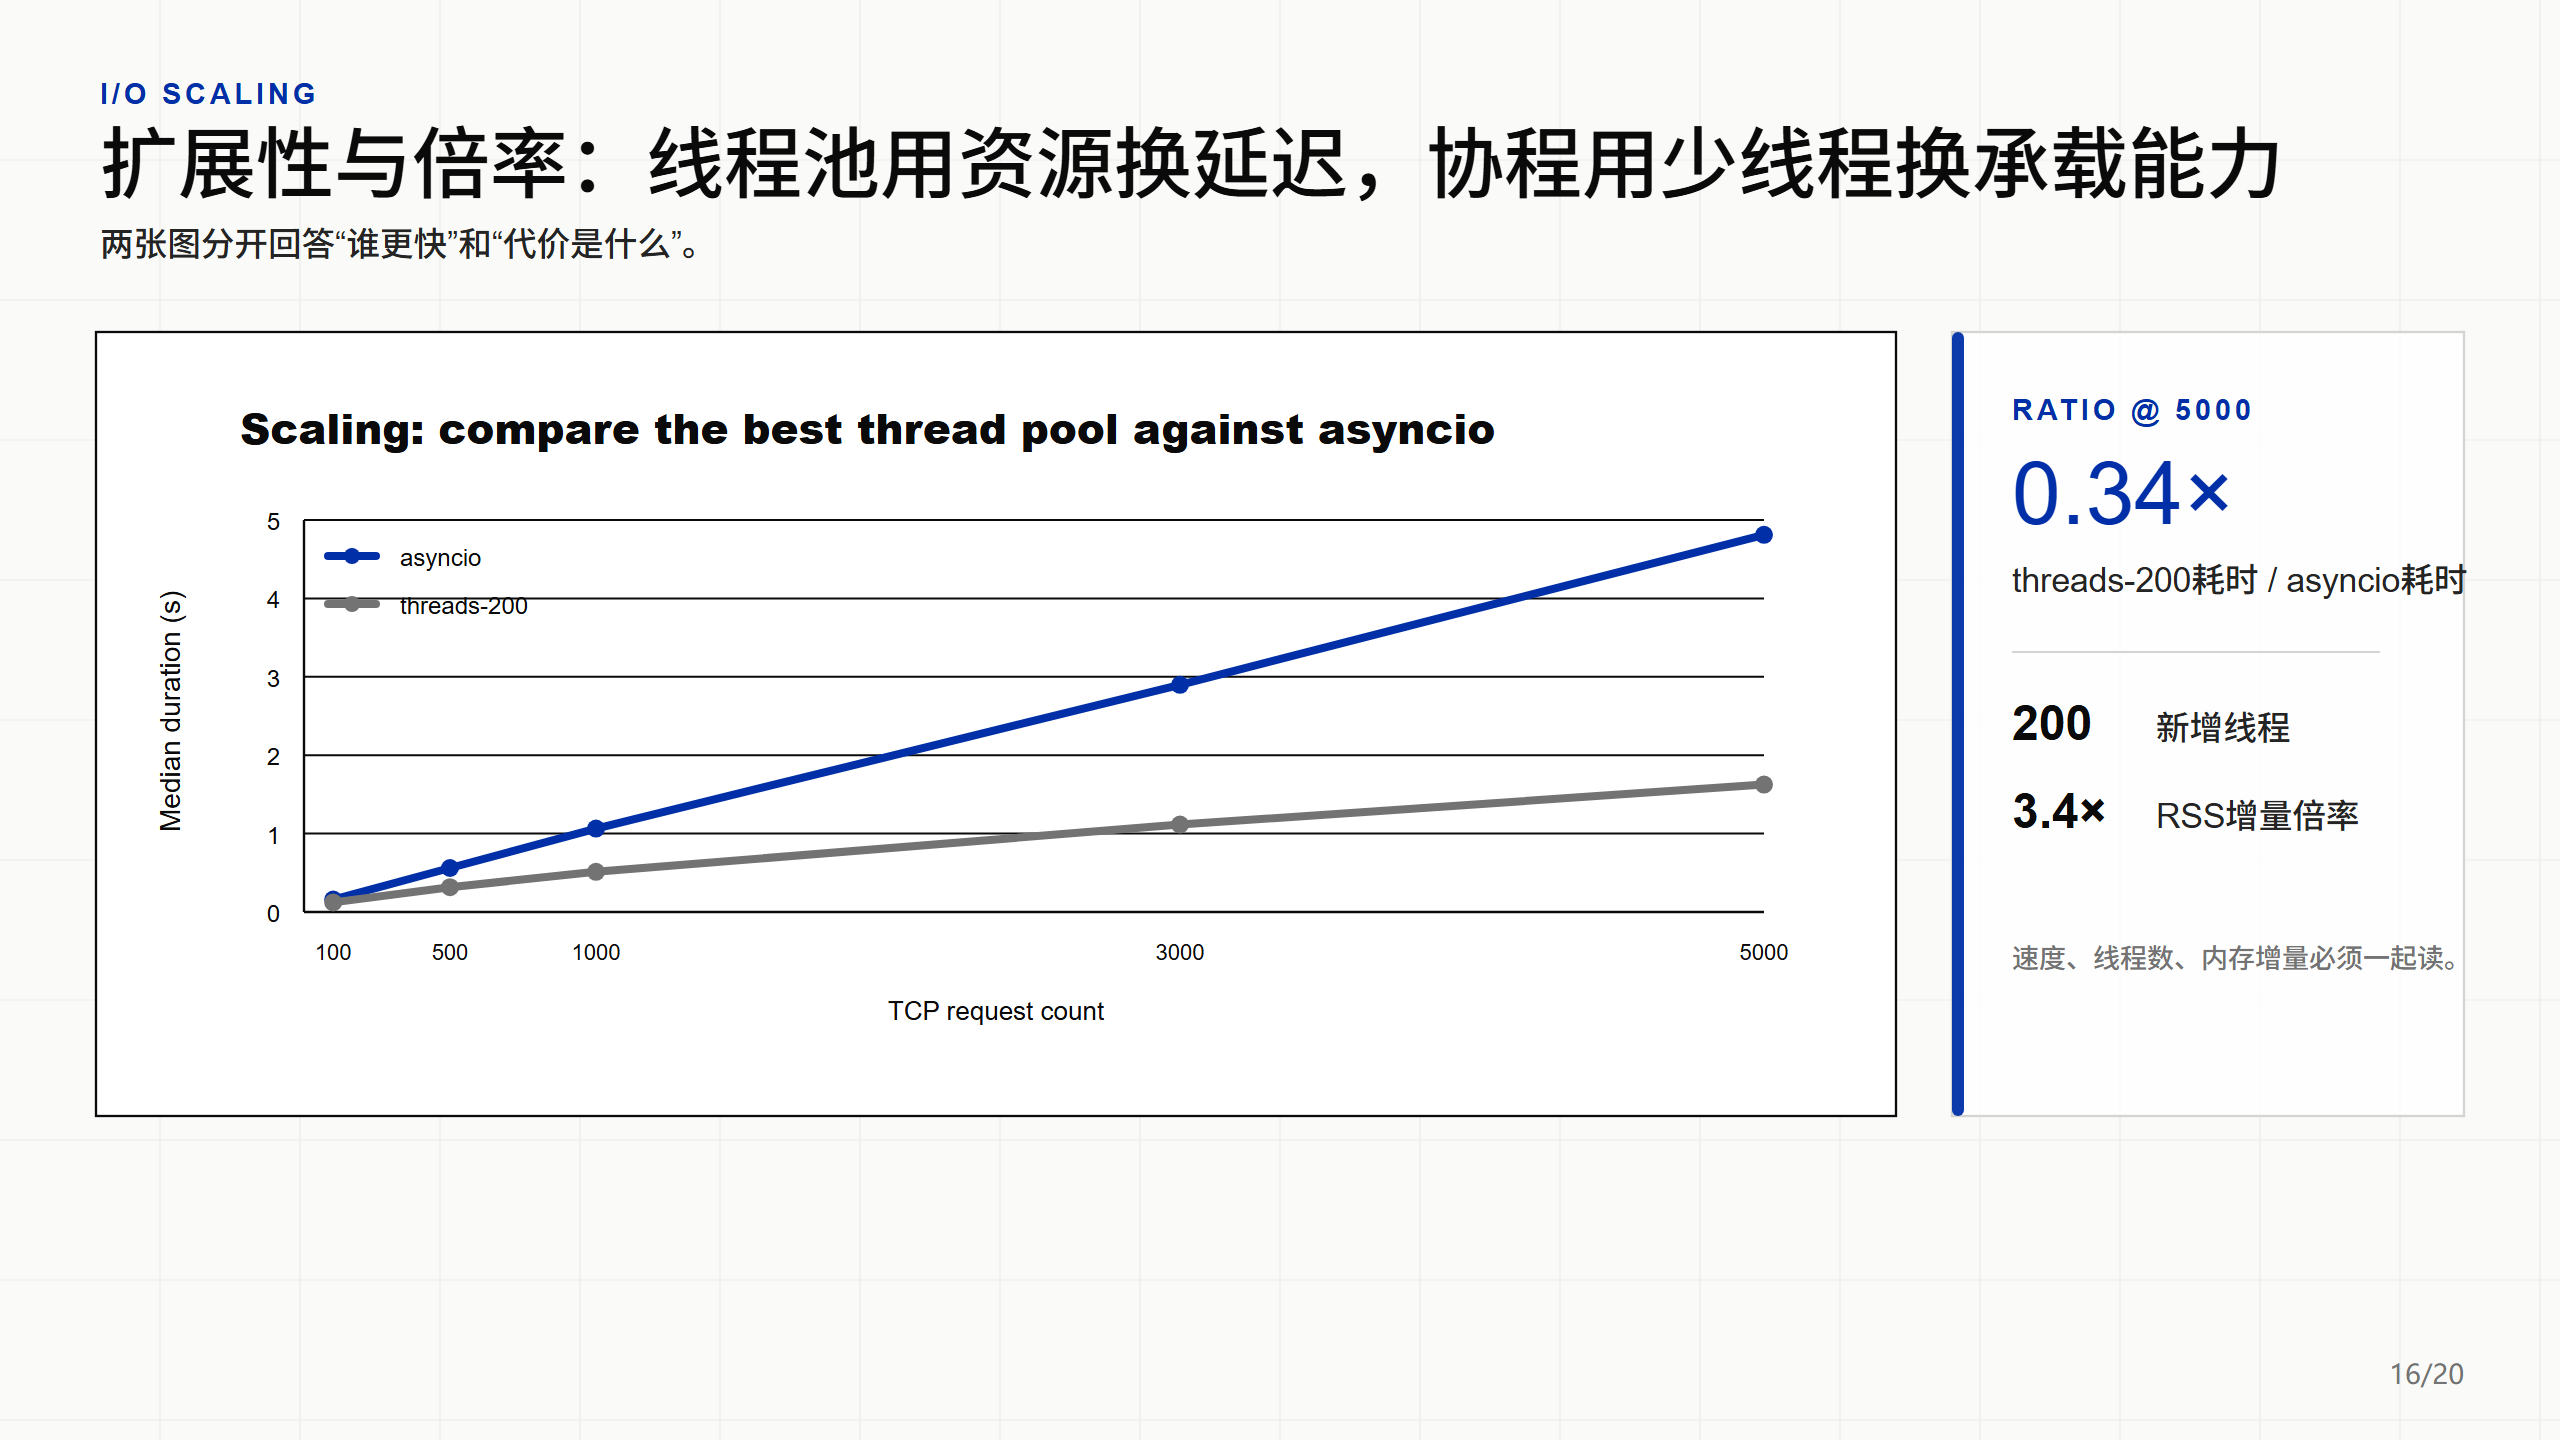 I/O SCALING
扩展性与倍率：线程池用资源换延迟，协程用少线程换承载能力
两张图分开回答“谁更快”和“代价是什么”。
Scaling: compare the best thread pool against asyncio
asyncio
threads-200
Median duration (s)
5
4
3
2
1
0
100 500 1000 3000 5000
TCP request count
RATIO @ 5000
0.34×
threads-200耗时 / asyncio耗时
200 新增线程
3.4× RSS增量倍率
速度、线程数、内存增量必须一起读。
16/20